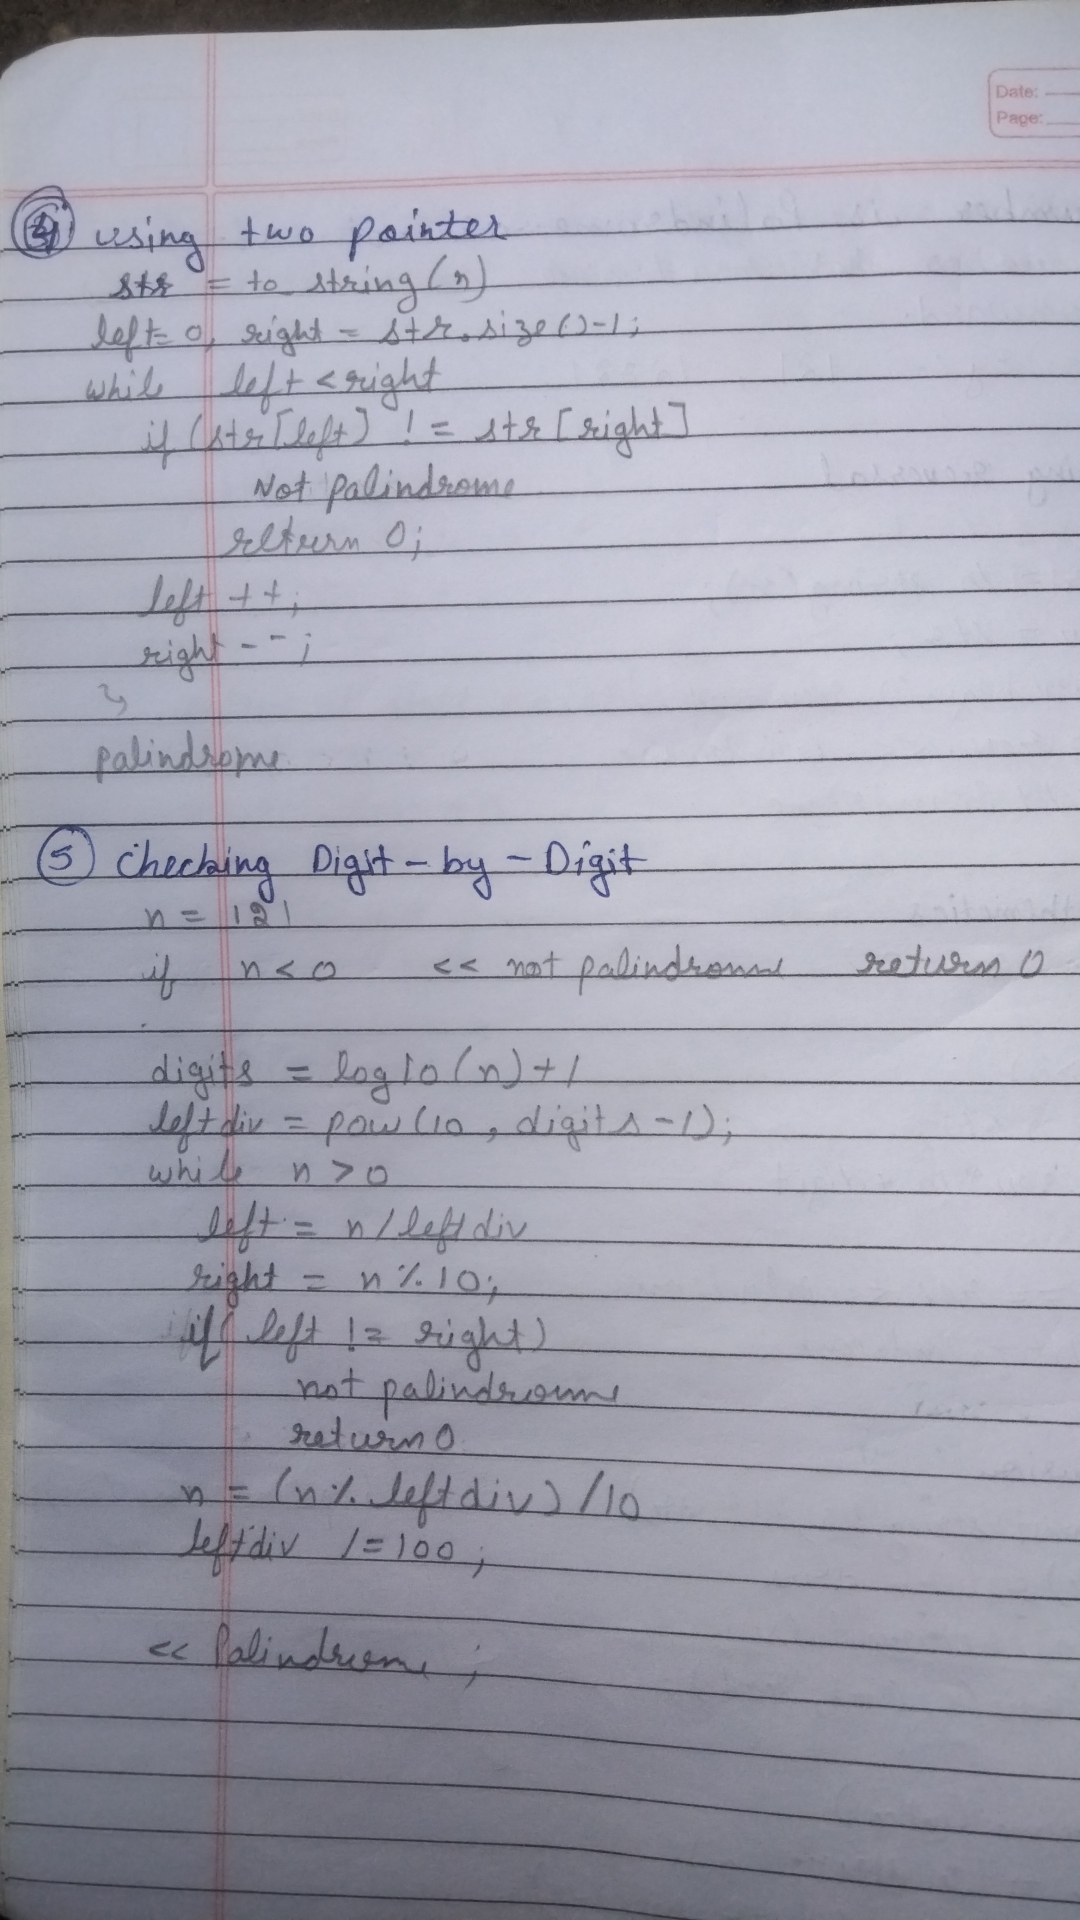 Date:
Page:
④ using two pointer
str = to_string(n)
left= 0, right = str.size()-1;
while left < right
if (str[left] != str[right]
Not palindrome
return 0;
left ++;
right --;
}
palindrome
⑤ Checking Digit-by-Digit
n = 121
if n<0 << not palindrome return 0
digits = log10(n)+1
leftdiv = pow(10, digits-1);
while n>0
left = n/leftdiv
right = n%10;
if( left != right)
not palindrome
return 0
n = (n% leftdiv)/10
leftdiv /=100;
<< Palindrome ;